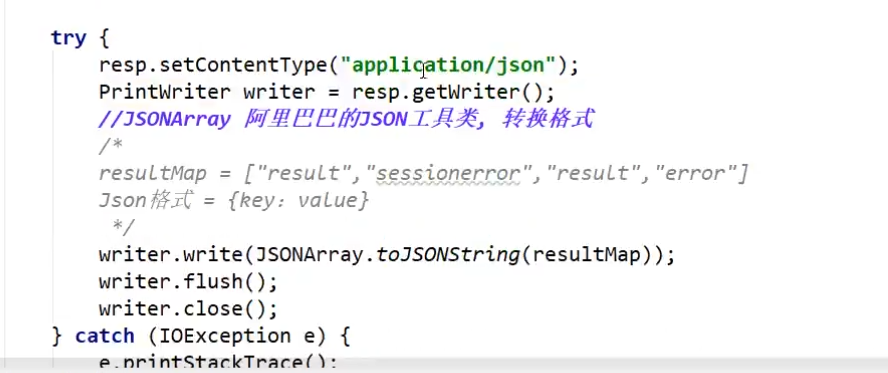 try {
resp.setContentType("application/json");
PrintWriter writer = resp.getWriter();
//JSONArray 阿里巴巴的JSON工具类, 转换格式
/*
resultMap = ["result","sessionerror","result","error"]
Json格式 = {key：value}
*/
writer.write(JSONArray.toJSONString(resultMap));
writer.flush();
writer.close();
} catch (IOException e) {
e.printStackTrace();